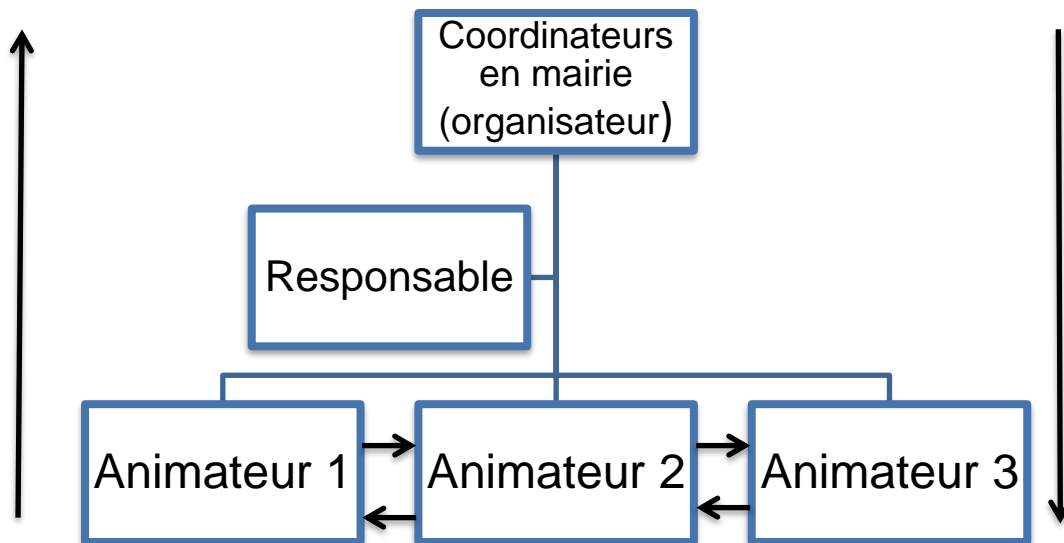 Coordinateurs
en mairie
(organisateur)
Responsable
Animateur 1
Animateur 2
Animateur 3